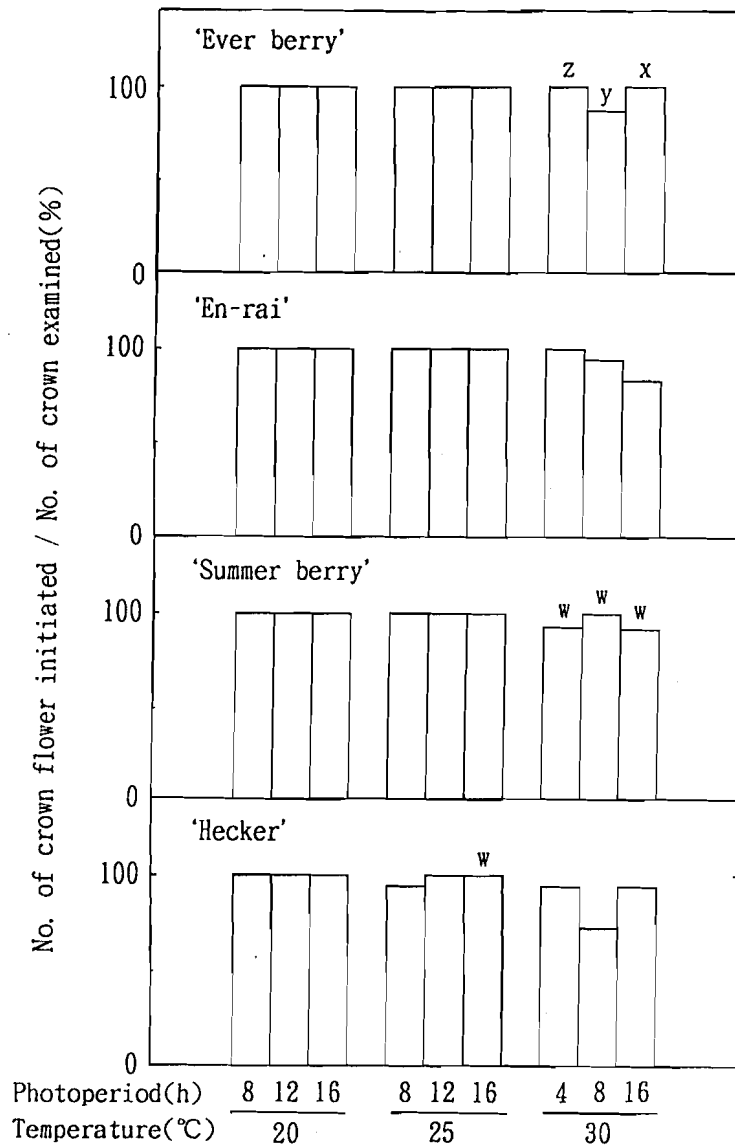 No. of crown flower initiated / No. of crown examined(%)
'Ever berry'
z
y
x
100
0
'En-rai'
100
0
'Summer berry'
w
w
w
100
0
'Hecker'
w
100
0
Photoperiod(h) 8 12 16 8 12 16 4 8 16
Temperature(℃) 20 25 30